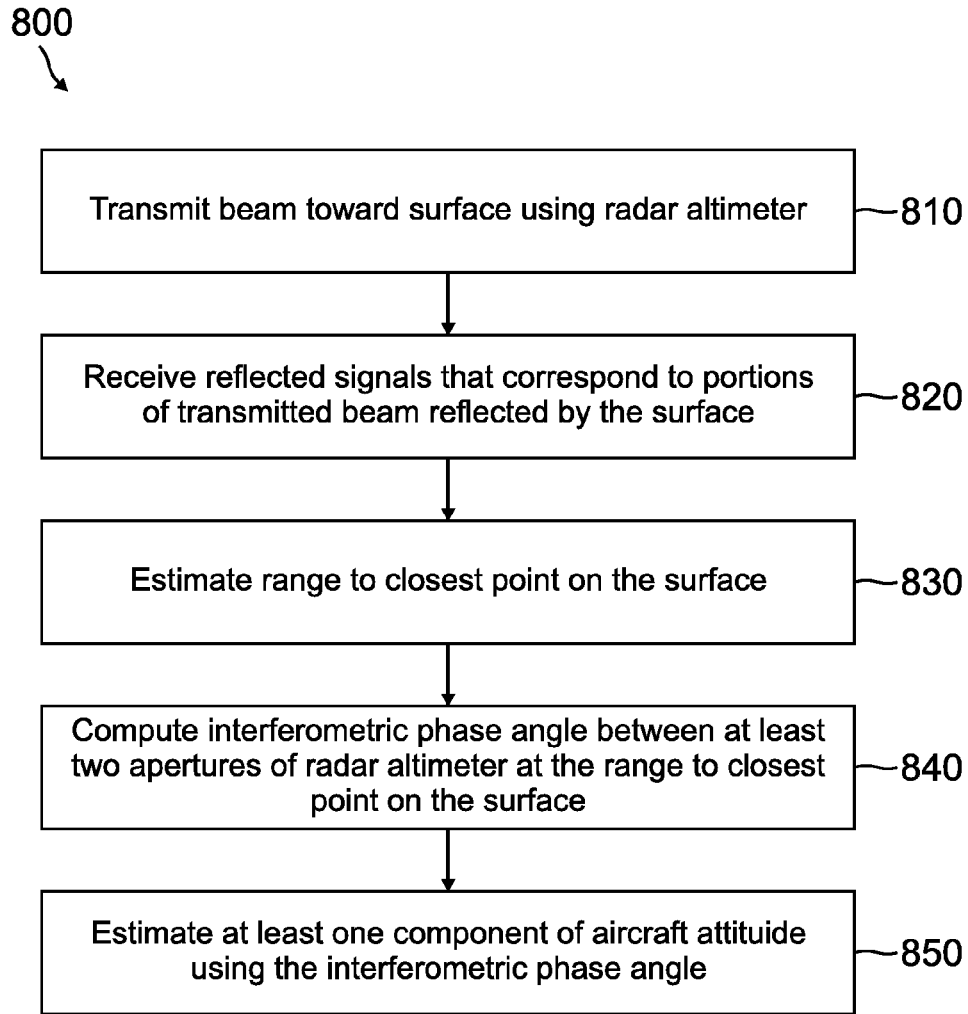 800
Transmit beam toward surface using radar altimeter
810
Receive reflected signals that correspond to portions
of transmitted beam reflected by the surface
820
Estimate range to closest point on the surface
830
Compute interferometric phase angle between at least
two apertures of radar altimeter at the range to closest
point on the surface
840
Estimate at least one component of aircraft attituide
using the interferometric phase angle
850